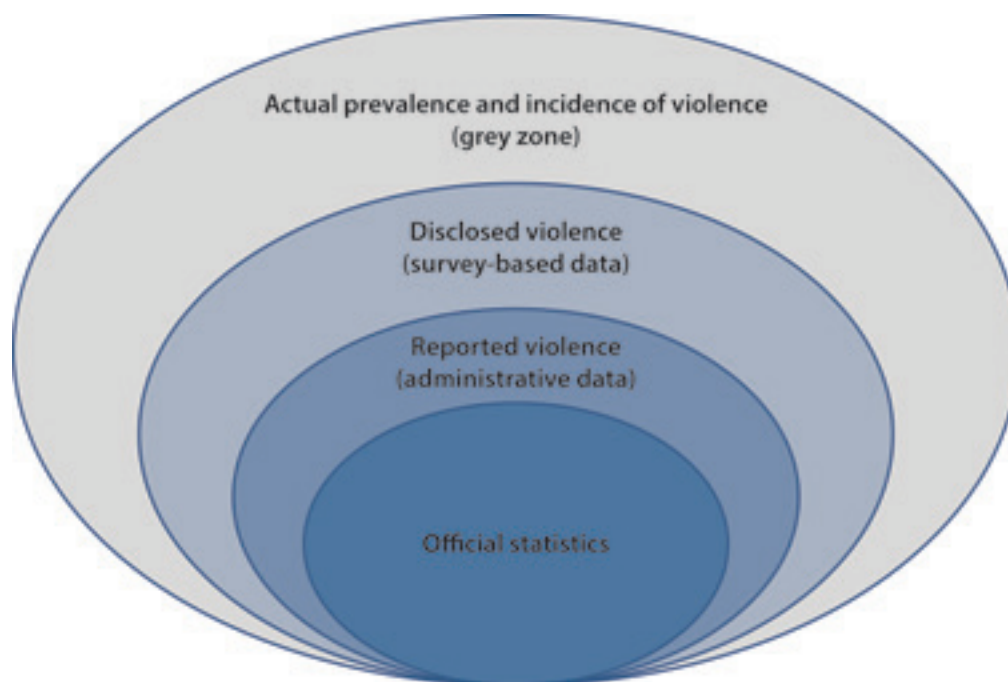 Actual prevalence and incidence of violence
(grey zone)
Disclosed violence
(survey-based data)
Reported violence
(administrative data)
Official statistics